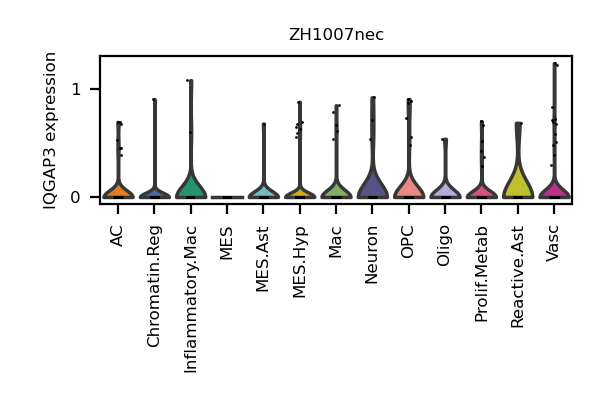 ZH1007nec
IQGAP3 expression
1
0
AC
Chromatin.Reg
Inflammatory.Mac
MES
MES.Ast
MES.Hyp
Mac
Neuron
OPC
Oligo
Prolif.Metab
Reactive.Ast
Vasc